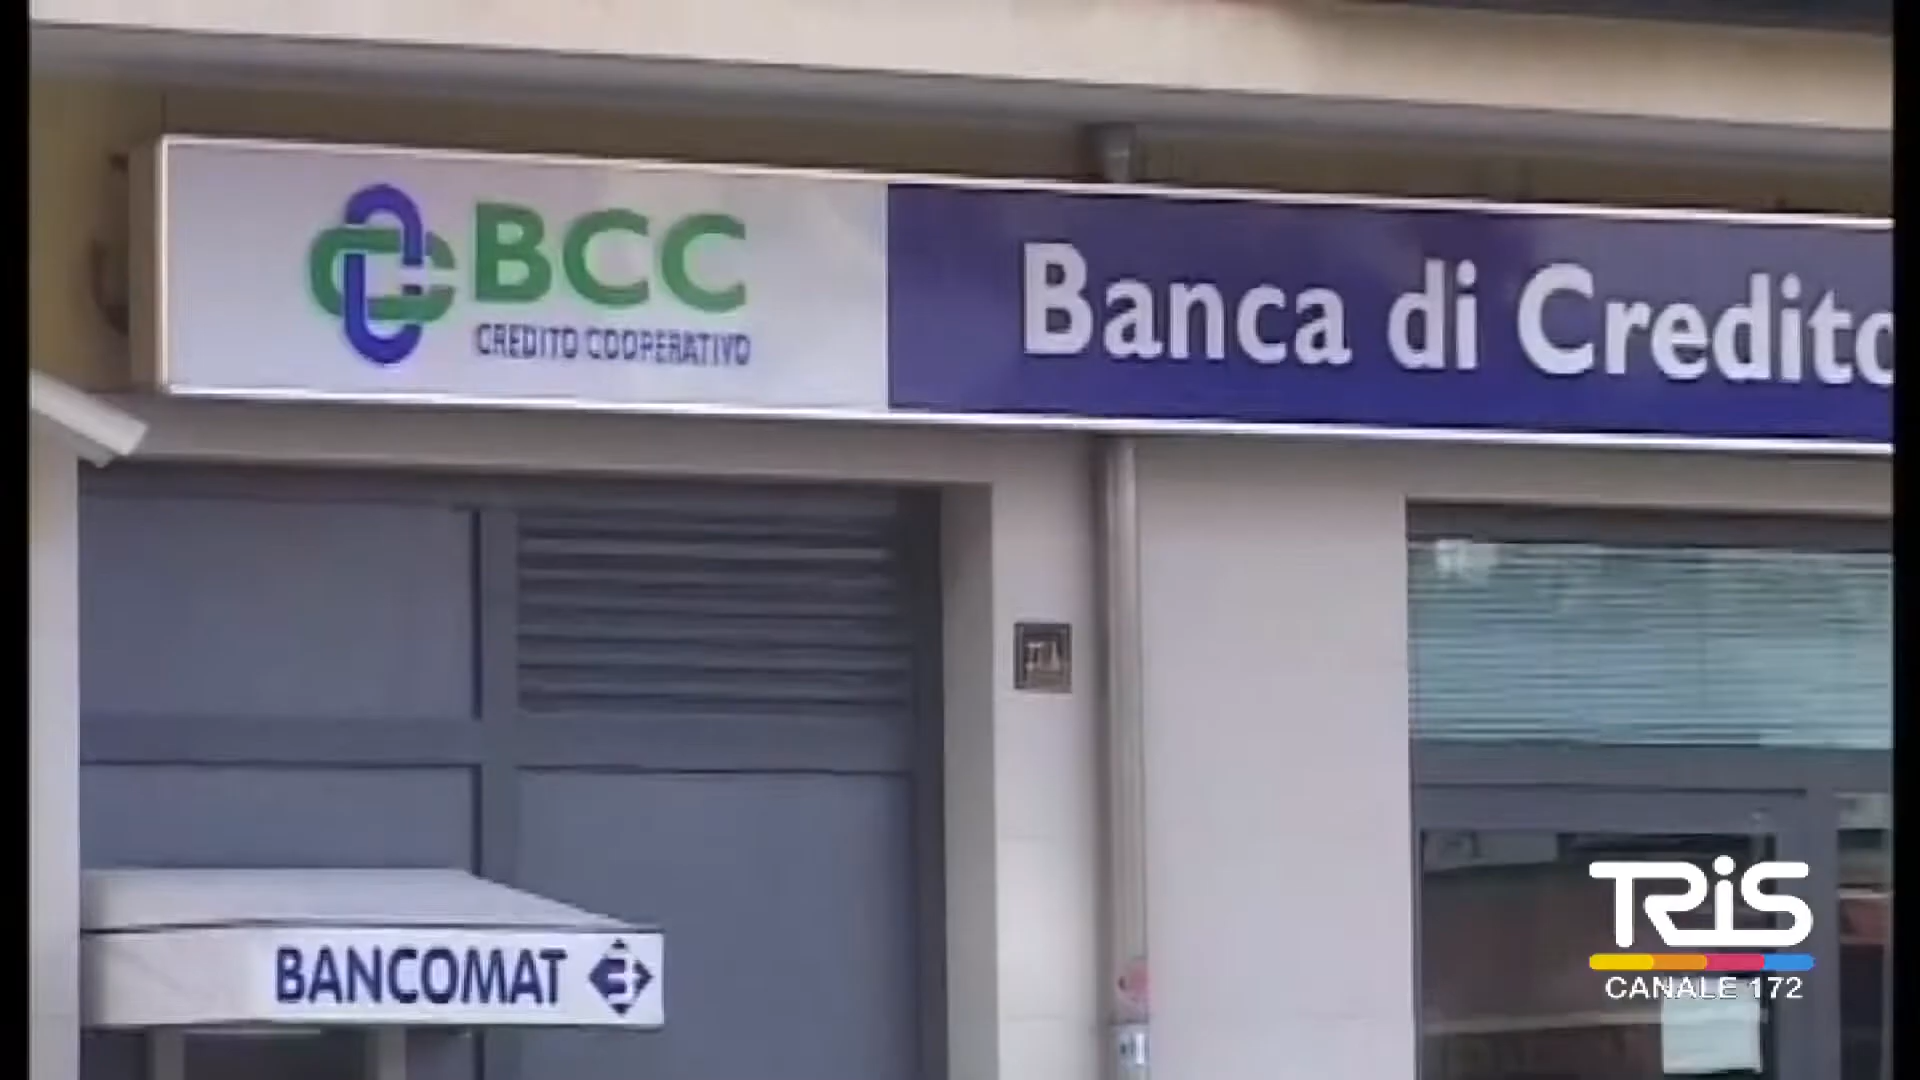 BCC
CREDITO COOPERATIVO
Banca di Credito
BANCOMAT
TRIS
CANALE 172